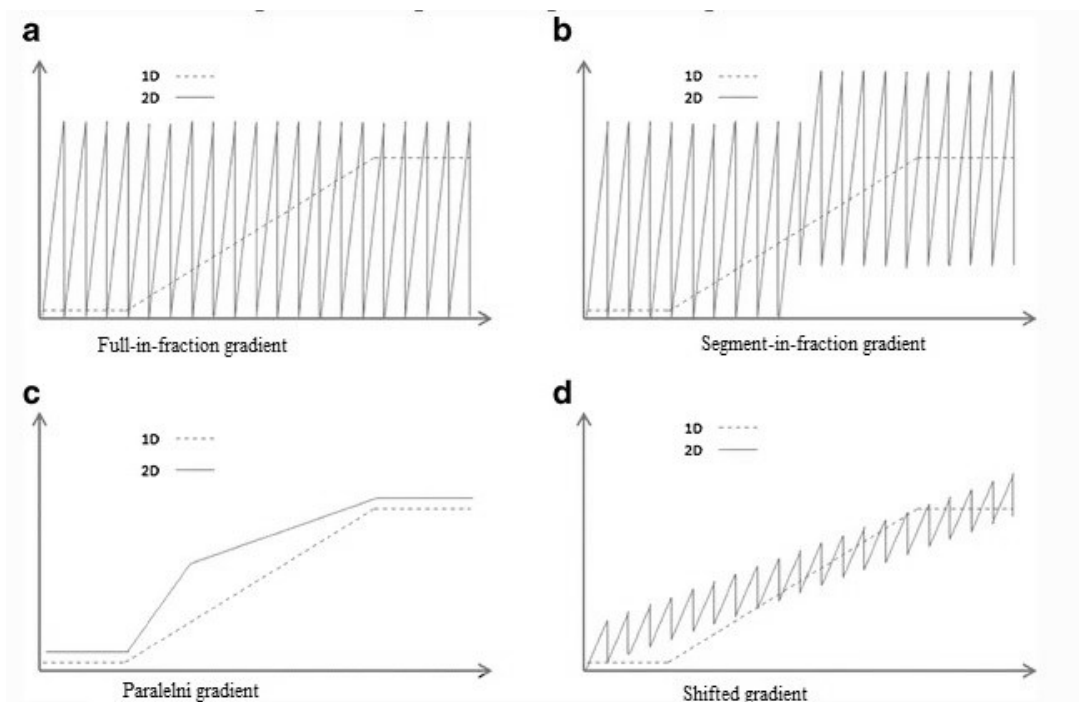 a
1D
2D
Full-in-fraction gradient
b
1D
2D
Segment-in-fraction gradient
c
1D
2D
Paralelni gradient
d
1D
2D
Shifted gradient